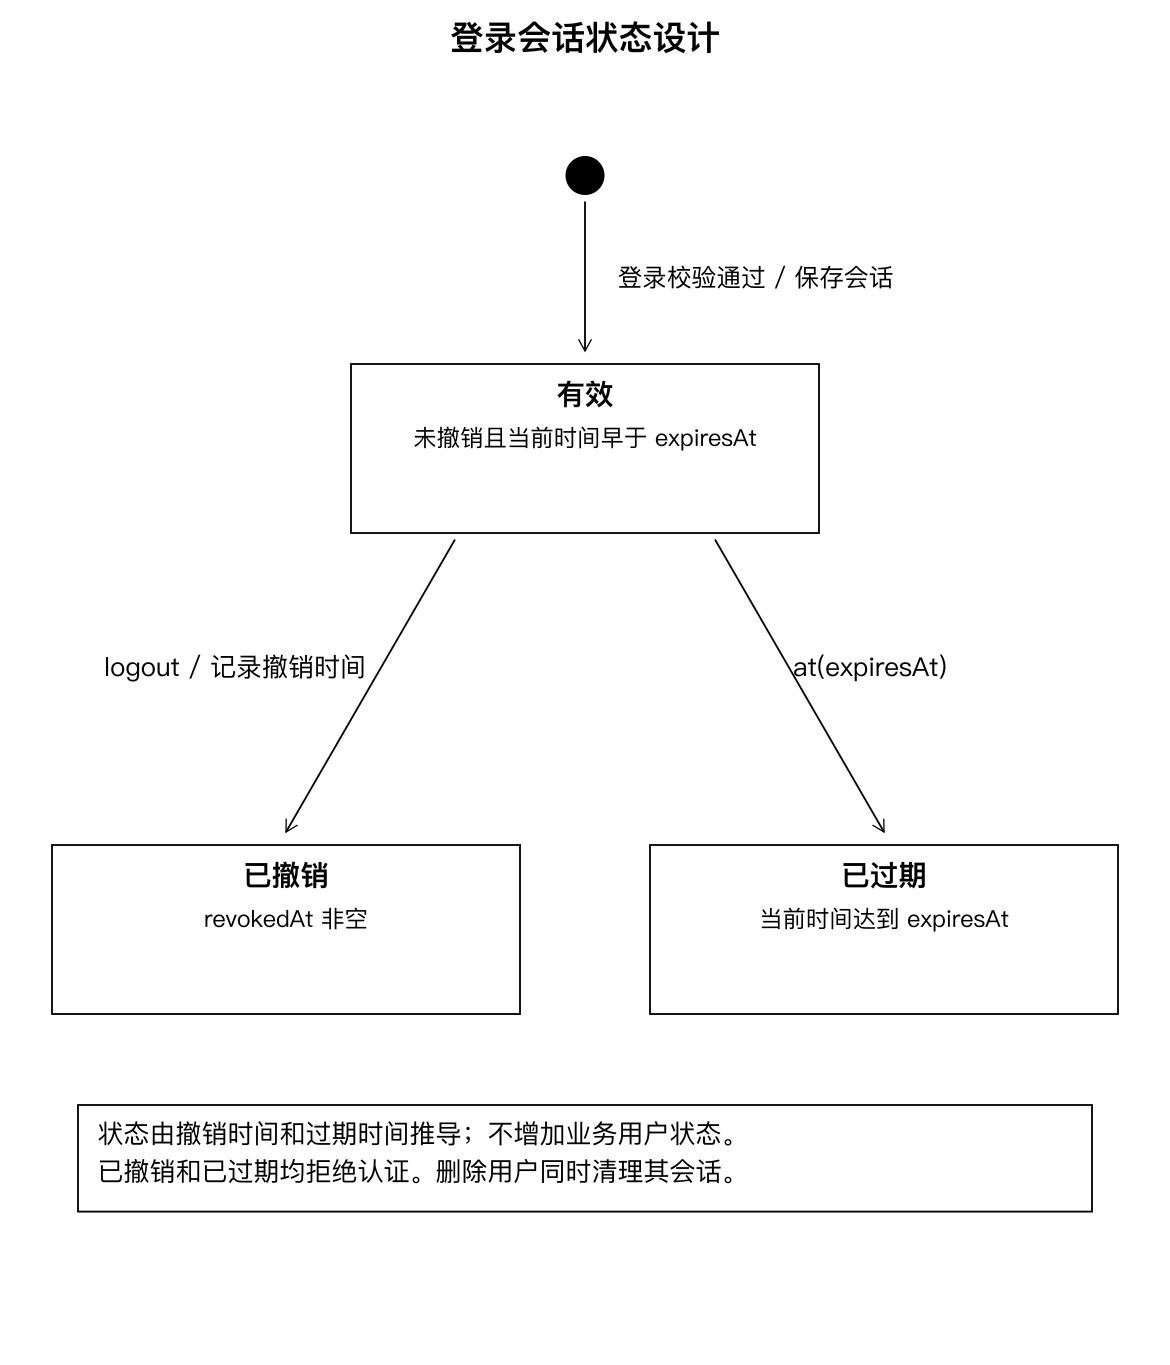 登录会话状态设计
登录校验通过 / 保存会话
有效
未撤销且当前时间早于 expiresAt
logout / 记录撤销时间
at(expiresAt)
已撤销
revokedAt 非空
已过期
当前时间达到 expiresAt
状态由撤销时间和过期时间推导；不增加业务用户状态。
已撤销和已过期均拒绝认证。删除用户同时清理其会话。